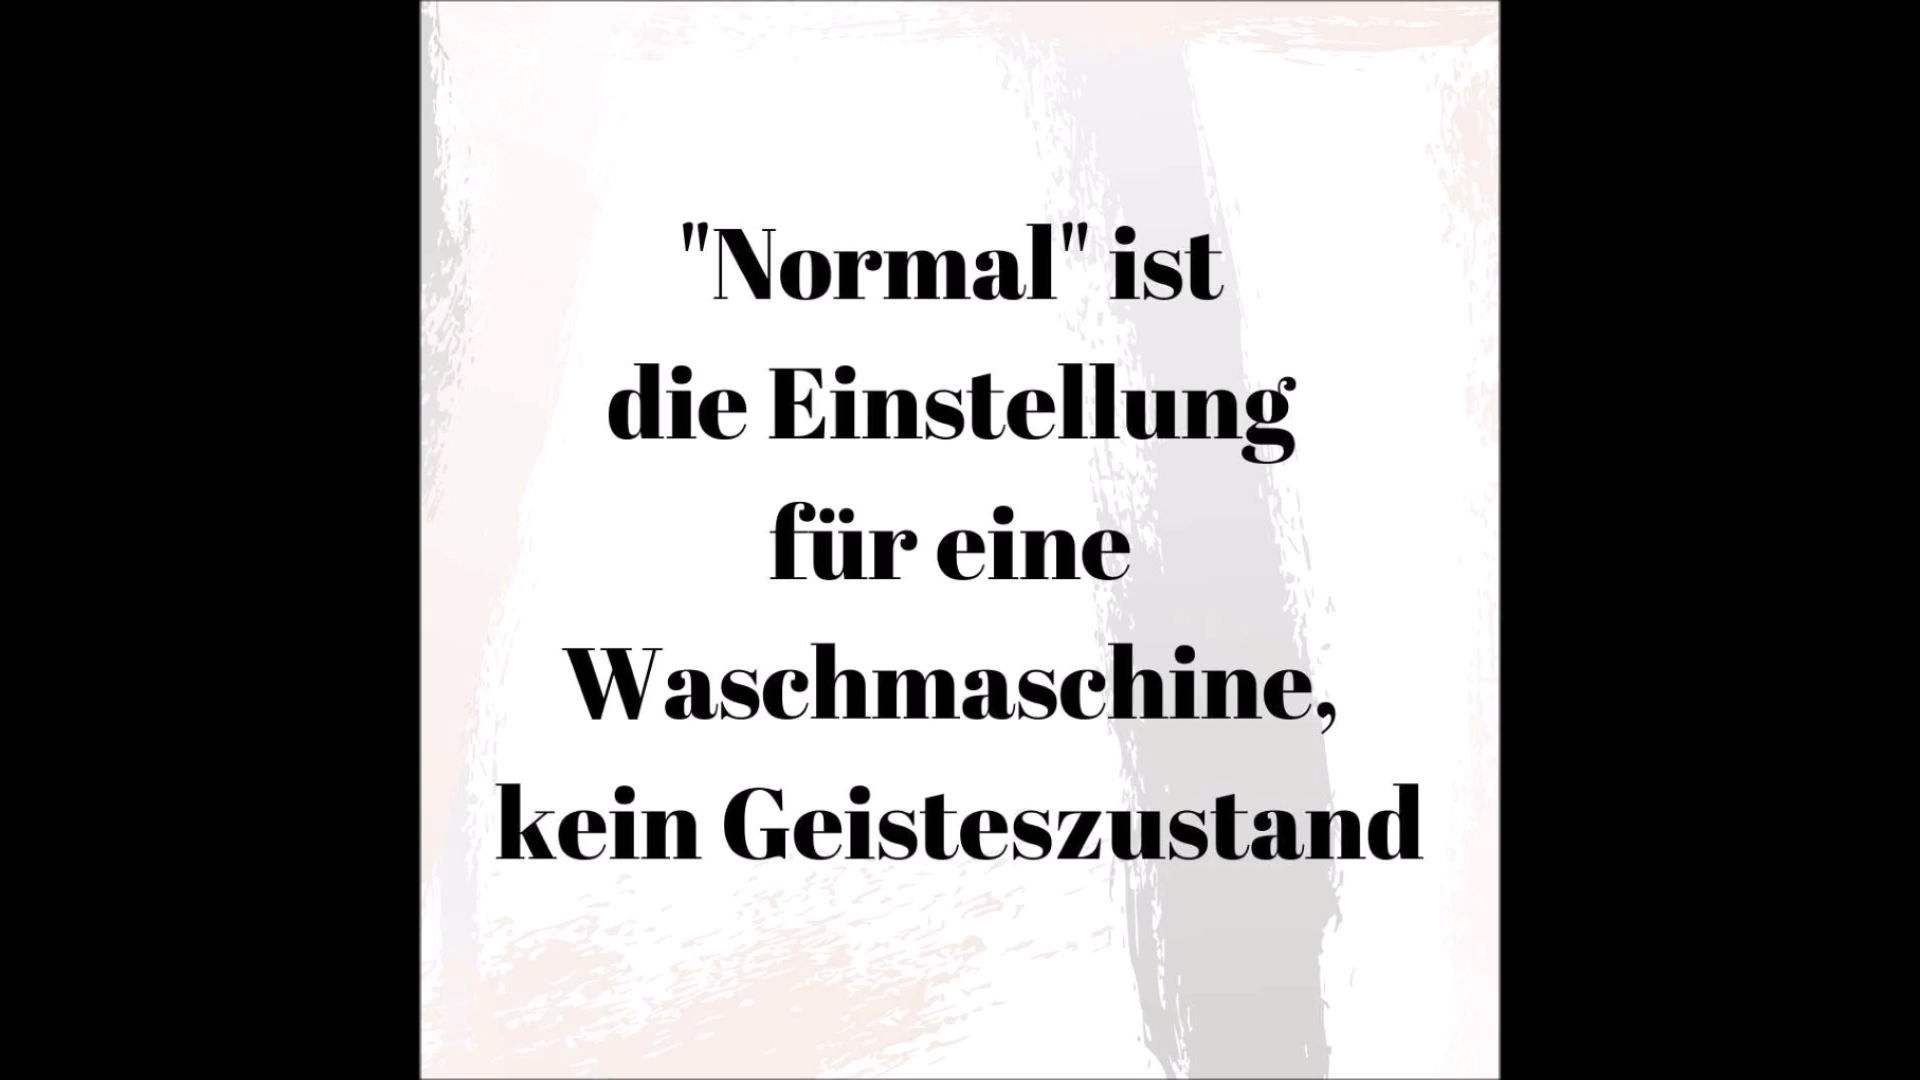 "Normal" ist
die Einstellung
für eine
Waschmaschine,
kein Geisteszustand